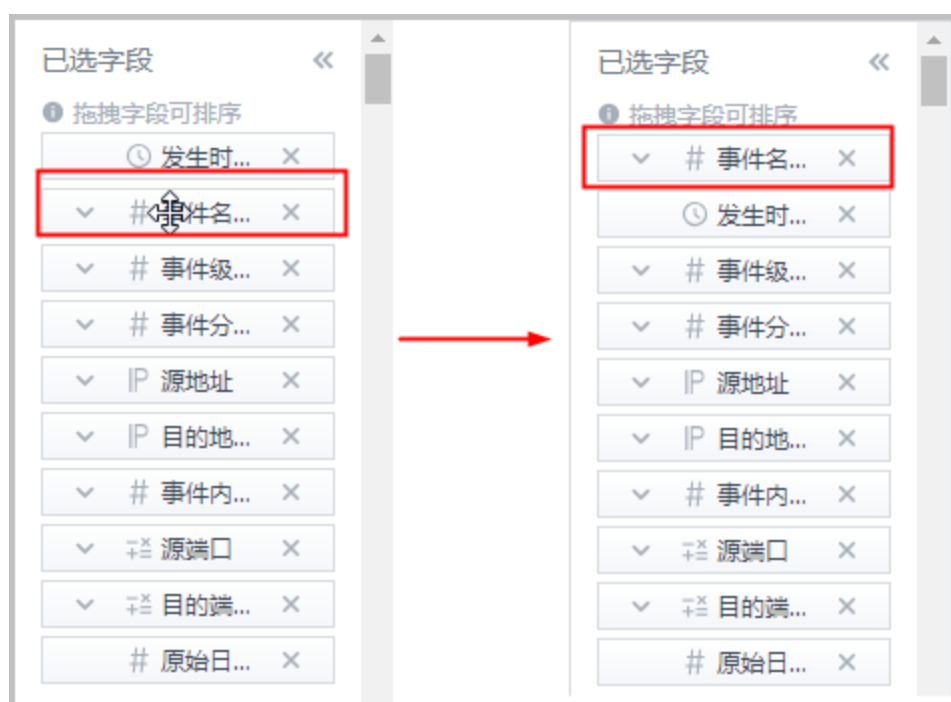 已选字段
拖拽字段可排序
发生时...
事件名...
事件级...
事件分...
源地址
目的地...
事件内...
源端口
目的端...
原始日...
已选字段
拖拽字段可排序
事件名...
发生时...
事件级...
事件分...
源地址
目的地...
事件内...
源端口
目的端...
原始日...